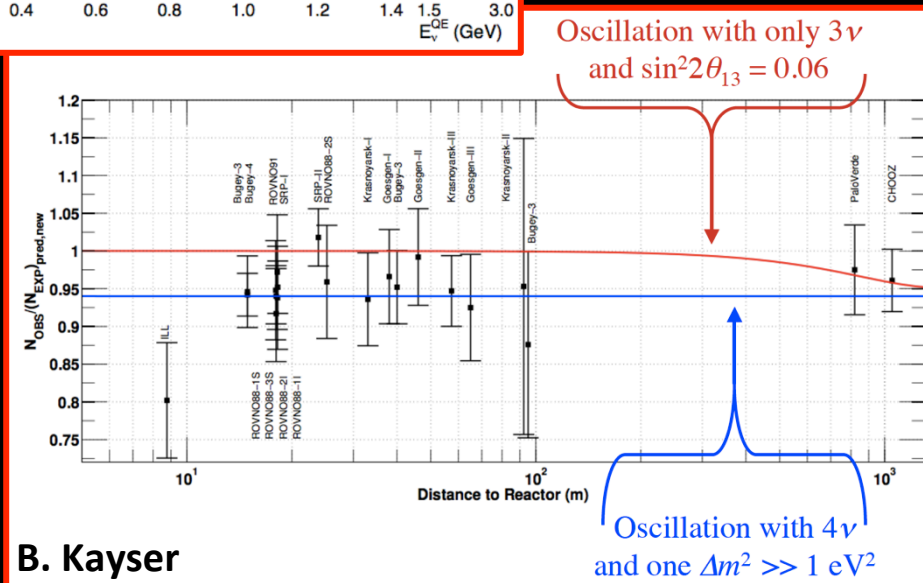 0.4 0.6 0.8 1.0 1.2 1.4 1.5 3.0
E_ν^QE (GeV)
Oscillation with only 3ν
and sin²2θ₁₃ = 0.06
1.2
1.15
1.1
1.05
1
0.95
0.9
0.85
0.8
0.75
N_OBS/(N_EXP)_pred,new
ILL
Bugey-3
Bugey-4
ROVNO91
SRP-I
SRP-II
ROVNO88-2S
Krasnoyarsk-I
Goesgen-I
Bugey-3
Goesgen-II
Krasnoyarsk-III
Goesgen-III
Krasnoyarsk-II
Bugey-3
PaloVerde
CHOOZ
ROVNO88-1S
ROVNO88-3S
ROVNO88-2I
ROVNO88-1I
10¹ 10² 10³
Distance to Reactor (m)
Oscillation with 4ν
and one Δm² >> 1 eV²
B. Kayser